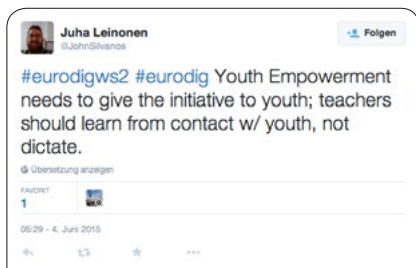 Juha Leinonen
@JohnSilvanos
Folgen
#eurodigws2 #eurodig Youth Empowerment
needs to give the initiative to youth; teachers
should learn from contact w/ youth, not
dictate.
Übersetzung anzeigen
FAVORIT
1
05:29 - 4. Juni 2015